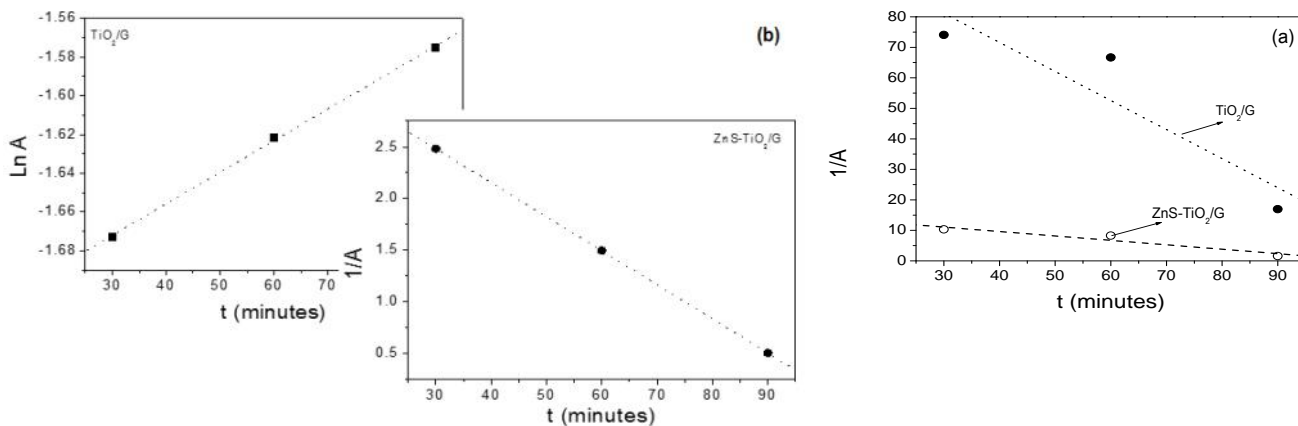 TiO2/G
(b)
-1.56
-1.58
-1.60
-1.62
-1.64
-1.66
-1.68
Ln A
30 40 50 60 70
t (minutes)
ZnS-TiO2/G
2.5
2.0
1.5
1.0
0.5
1/A
30 40 50 60 70 80 90
t (minutes)
(a)
80
70
60
50
40
30
20
10
0
1/A
TiO2/G
ZnS-TiO2/G
30 40 50 60 70 80 90
t (minutes)